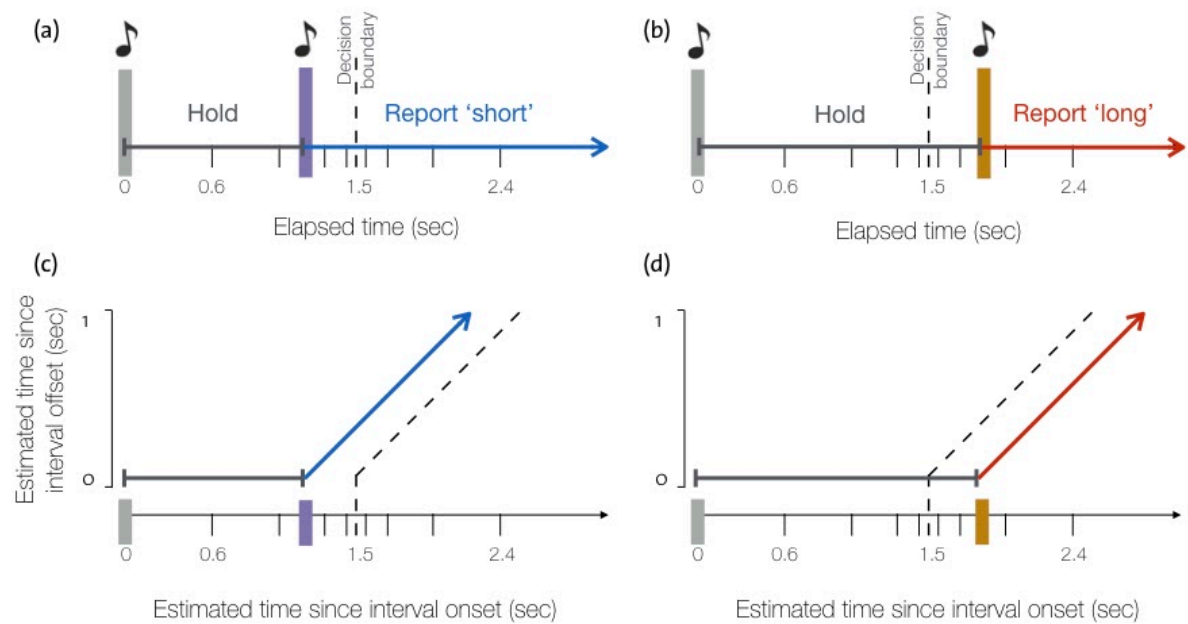 (a)
Decision
boundary
Hold
Report ‘short’
0 0.6 1.5 2.4
Elapsed time (sec)
(b)
Decision
boundary
Hold
Report ‘long’
0 0.6 1.5 2.4
Elapsed time (sec)
(c)
Estimated time since
interval offset (sec)
1
0
0 0.6 1.5 2.4
Estimated time since interval onset (sec)
(d)
1
0
0 0.6 1.5 2.4
Estimated time since interval onset (sec)